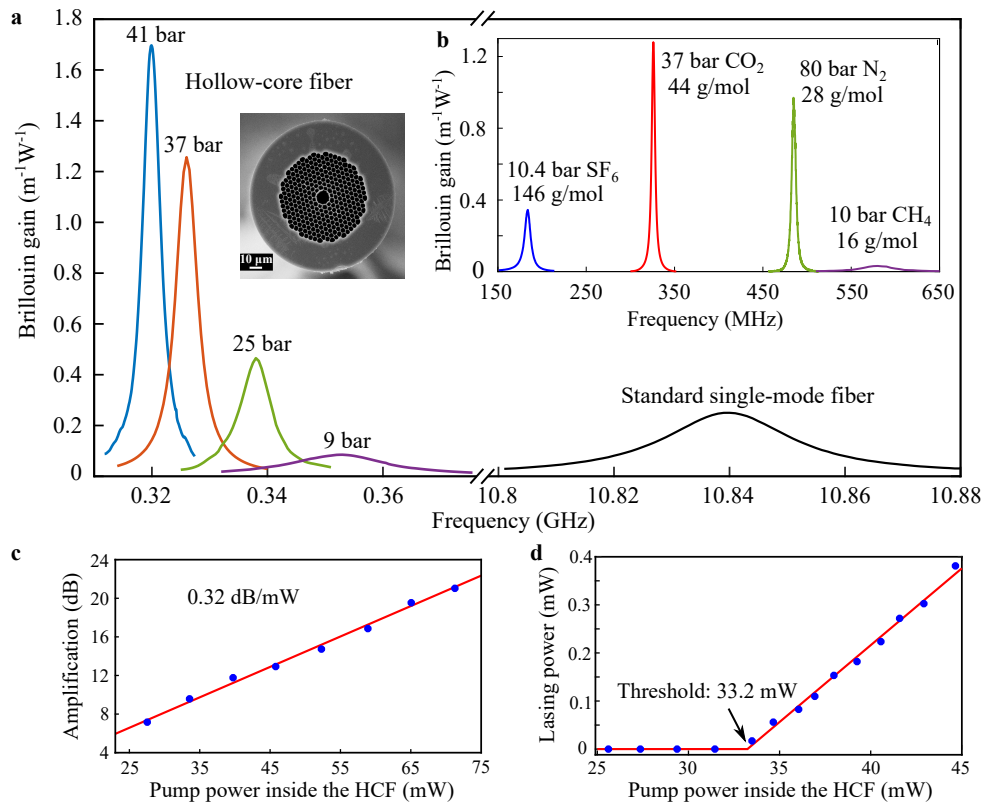 a
1.8
1.6
1.4
1.2
1.0
0.8
0.6
0.4
0.2
0
Brillouin gain (m⁻¹W⁻¹)
41 bar
Hollow-core fiber
37 bar
10 μm
25 bar
9 bar
0.32
0.34
0.36
10.8
10.82
10.84
10.86
10.88
Frequency (GHz)
Standard single-mode fiber
b
1.2
0.8
0.4
0
Brillouin gain (m⁻¹W⁻¹)
10.4 bar SF₆
146 g/mol
37 bar CO₂
44 g/mol
80 bar N₂
28 g/mol
10 bar CH₄
16 g/mol
150
250
350
450
550
650
Frequency (MHz)
c
24
20
16
12
8
4
Amplification (dB)
0.32 dB/mW
25
35
45
55
65
75
Pump power inside the HCF (mW)
d
0.4
0.3
0.2
0.1
0
Lasing power (mW)
Threshold: 33.2 mW
25
30
35
40
45
Pump power inside the HCF (mW)